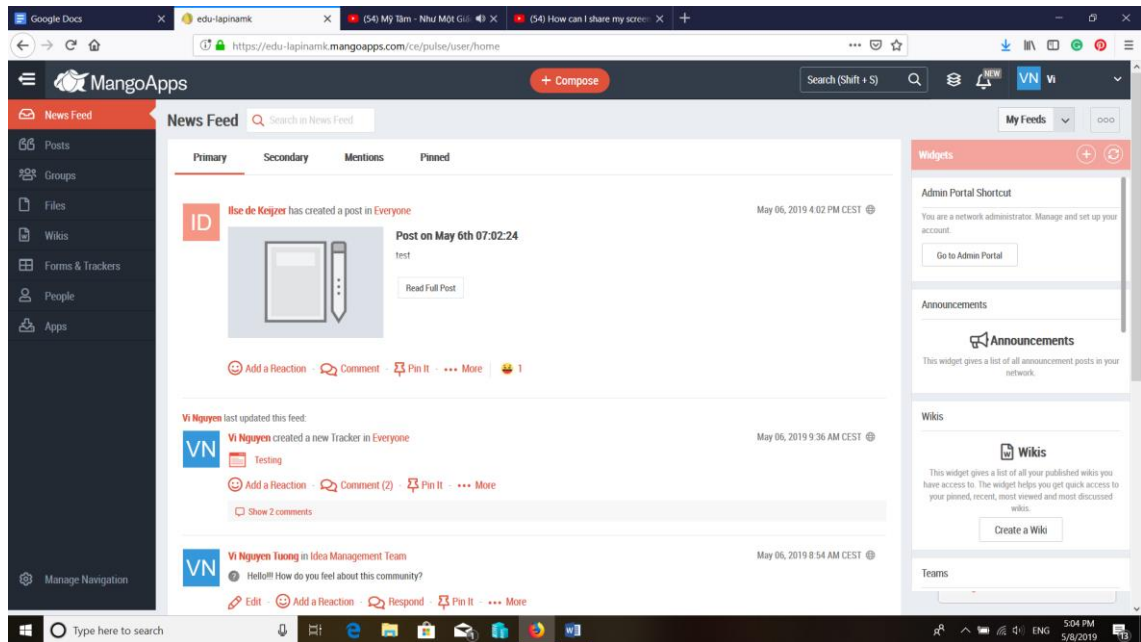 Google Docs
edu-lapinamk
(54) Mỹ Tâm - Như Một Giấ
(54) How can I share my screen
https://edu-lapinamk.mangoapps.com/ce/pulse/user/home
MangoApps
+ Compose
Search (Shift + S)
NEW
VN Vi
News Feed
Posts
Groups
Files
Wikis
Forms & Trackers
People
Apps
Manage Navigation
News Feed
Search in News Feed
My Feeds
Primary Secondary Mentions Pinned
ID
Ilse de Keijzer has created a post in Everyone
May 06, 2019 4:02 PM CEST
Post on May 6th 07:02:24
test
Read Full Post
Add a Reaction · Comment · Pin It · ••• More | 1
Vi Nguyen last updated this feed:
VN
Vi Nguyen created a new Tracker in Everyone
May 06, 2019 9:36 AM CEST
Testing
Add a Reaction · Comment (2) · Pin It · ••• More
Show 2 comments
VN
Vi Nguyen Tuong in Idea Management Team
May 06, 2019 8:54 AM CEST
Hello!!! How do you feel about this community?
Edit · Add a Reaction · Respond · Pin It · ••• More
Widgets
Admin Portal Shortcut
You are a network administrator. Manage and set up your
account.
Go to Admin Portal
Announcements
Announcements
This widget gives a list of all announcement posts in your
network.
Wikis
Wikis
This widget gives a list of all your published wikis you
have access to. The widget helps you get quick access to
your pinned, recent, most viewed and most discussed
wikis.
Create a Wiki
Teams
Type here to search
ENG
5:04 PM
5/8/2019
13